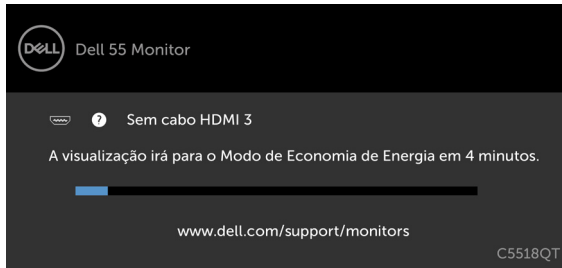 DELL
Dell 55 Monitor
? Sem cabo HDMI 3
A visualização irá para o Modo de Economia de Energia em 4 minutos.
www.dell.com/support/monitors
C5518QT